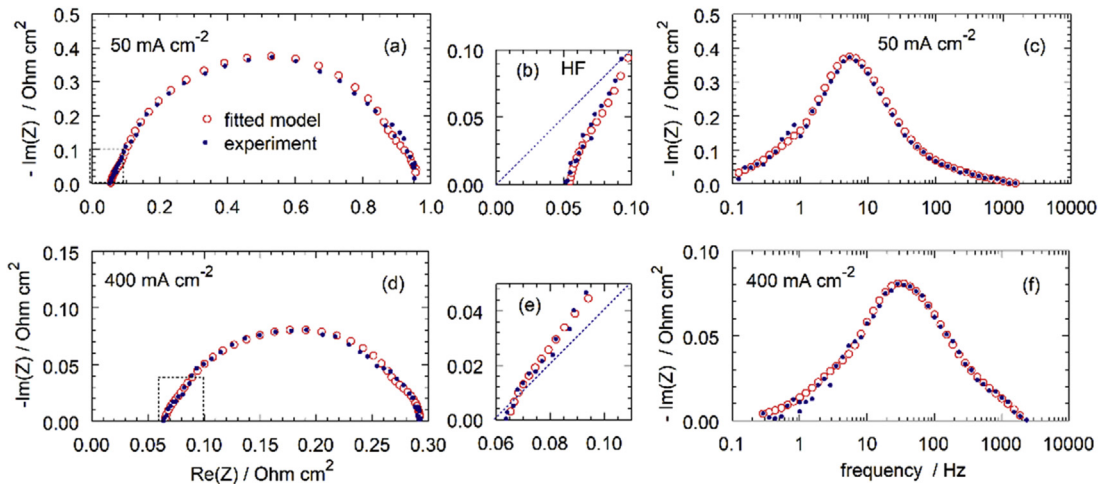 50 mA cm-2
(a)
- Im(Z) / Ohm cm2
0.5
0.4
0.3
0.2
0.1
0.0
fitted model
experiment
0.0 0.2 0.4 0.6 0.8 1.0
(b) HF
0.10
0.05
0.00
0.00 0.05 0.10
50 mA cm-2
(c)
- Im(Z) / Ohm cm2
0.5
0.4
0.3
0.2
0.1
0.0
0.1 1 10 100 1000 10000
400 mA cm-2
(d)
-Im(Z) / Ohm cm2
0.15
0.10
0.05
0.00
0.00 0.05 0.10 0.15 0.20 0.25 0.30
Re(Z) / Ohm cm2
(e)
0.04
0.02
0.00
0.06 0.08 0.10
400 mA cm-2
(f)
- Im(Z) / Ohm cm2
0.10
0.05
0.00
0.1 1 10 100 1000 10000
frequency / Hz